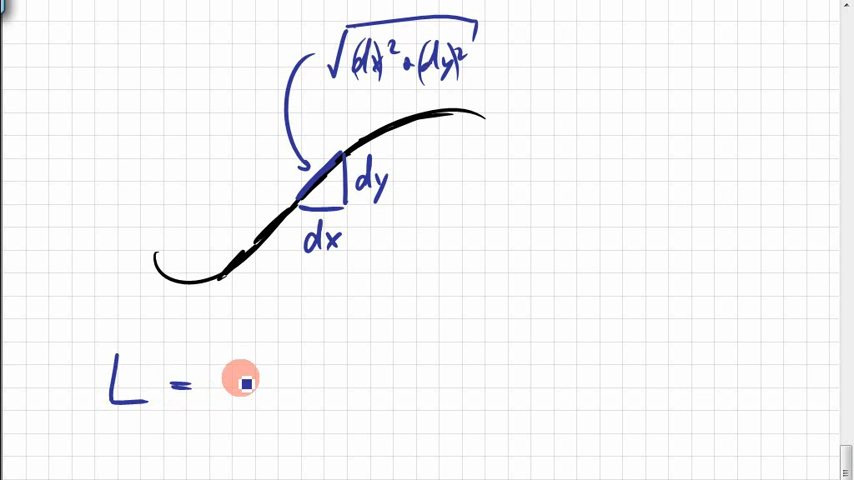 √(dx)² + (dy)²
dy
dx
L =